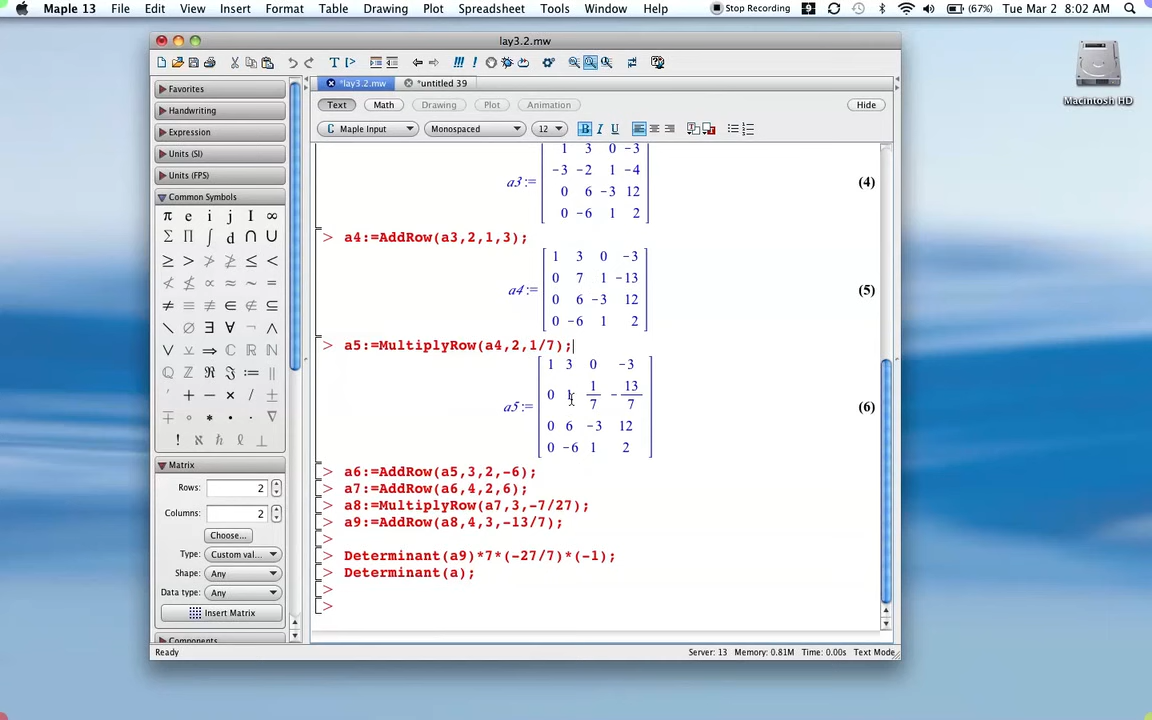 Maple 13 File Edit View Insert Format Table Drawing Plot Spreadsheet Tools Window Help Stop Recording (67%) Tue Mar 2 8:02 AM
lay3.2.mw
*lay3.2.mw *untitled 39
Text Math Drawing Plot Animation Hide
C Maple Input Monospaced 12 B I U
Favorites
Handwriting
Expression
Units (SI)
Units (FPS)
Common Symbols
π e i j I ∞
Σ Π ∫ d ∩ ∪
≥ > ≯ ≱ ≤ <
≮ ≰ ∝ ≈ ~ =
≠ ≡ ≢ ∈ ∉ ⊆
\ ∅ ∃ ∀ ¬ ∧
∨ ⊻ ⇒ ℂ ℝ ℕ
ℚ ℤ ℜ ℑ := ..
' + − × / ±
∓ ∘ * · • ∇
! ℵ ℏ ℓ ∢ ⊥
Matrix
Rows: 2
Columns: 2
Choose...
Type: Custom val...
Shape: Any
Data type: Any
Insert Matrix
Components
1 3 0 −3
a3 := −3 −2 1 −4 (4)
0 6 −3 12
0 −6 1 2
> a4:=AddRow(a3,2,1,3);
1 3 0 −3
0 7 1 −13
a4 := (5)
0 6 −3 12
0 −6 1 2
> a5:=MultiplyRow(a4,2,1/7);
1 3 0 −3
0 1 1/7 −13/7
a5 := (6)
0 6 −3 12
0 −6 1 2
> a6:=AddRow(a5,3,2,-6);
> a7:=AddRow(a6,4,2,6);
> a8:=MultiplyRow(a7,3,-7/27);
> a9:=AddRow(a8,4,3,-13/7);
>
> Determinant(a9)*7*(-27/7)*(-1);
> Determinant(a);
>
>
Ready Server: 13 Memory: 0.81M Time: 0.00s Text Mode
Macintosh HD